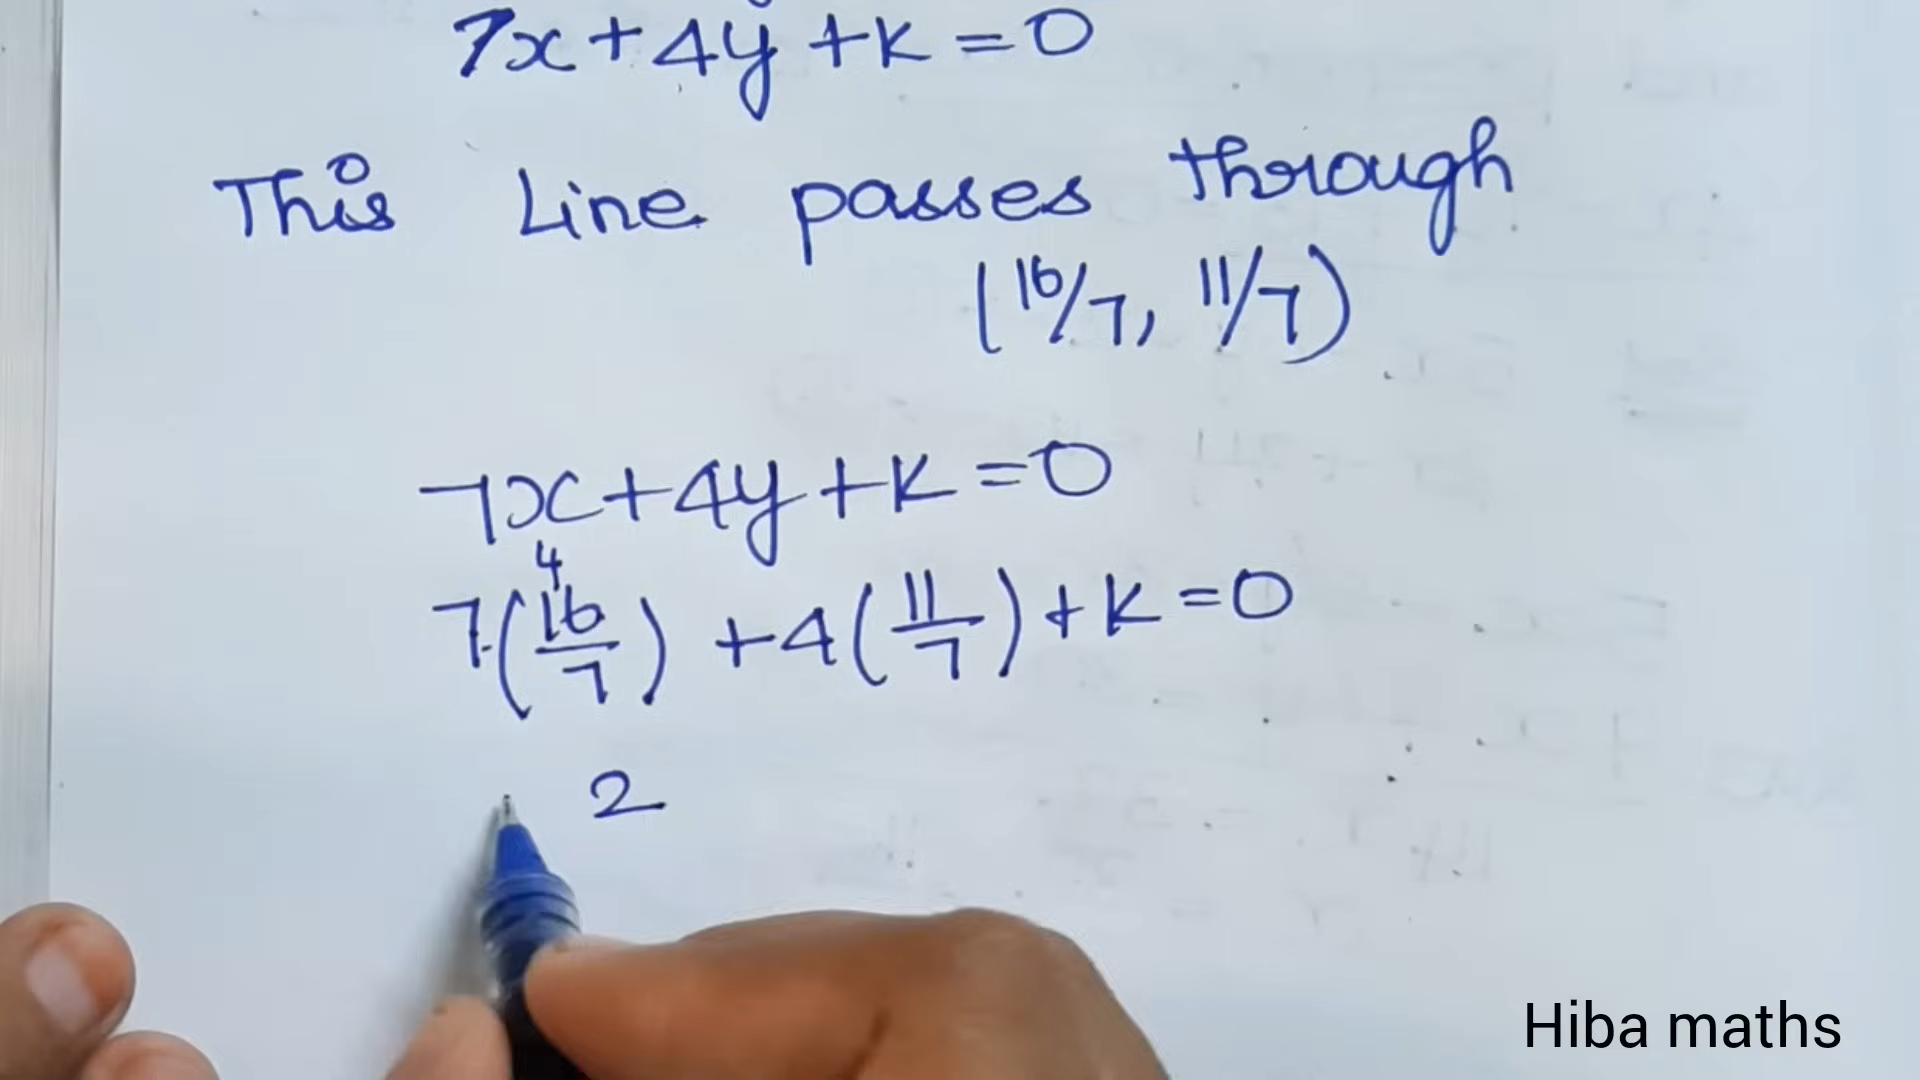 7x+4y+k=0
This Line passes through
(16/7, 11/7)
7x+4y+k=0
4
7(16/7) +4(11/7)+k=0
2
Hiba maths